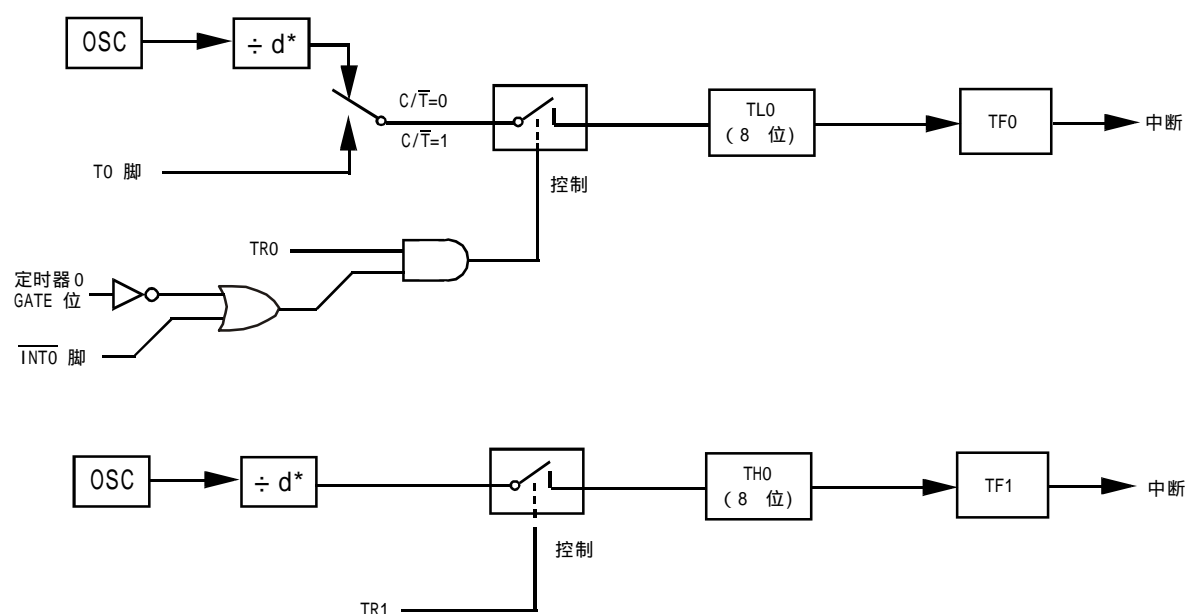 OSC
÷ d*
C/T̅=0
C/T̅=1
TL0
(8 位)
TF0
中断
T0 脚
控制
TR0
定时器0
GATE 位
I̅N̅T̅0̅ 脚
OSC
÷ d*
TH0
(8 位)
TF1
中断
控制
TR1